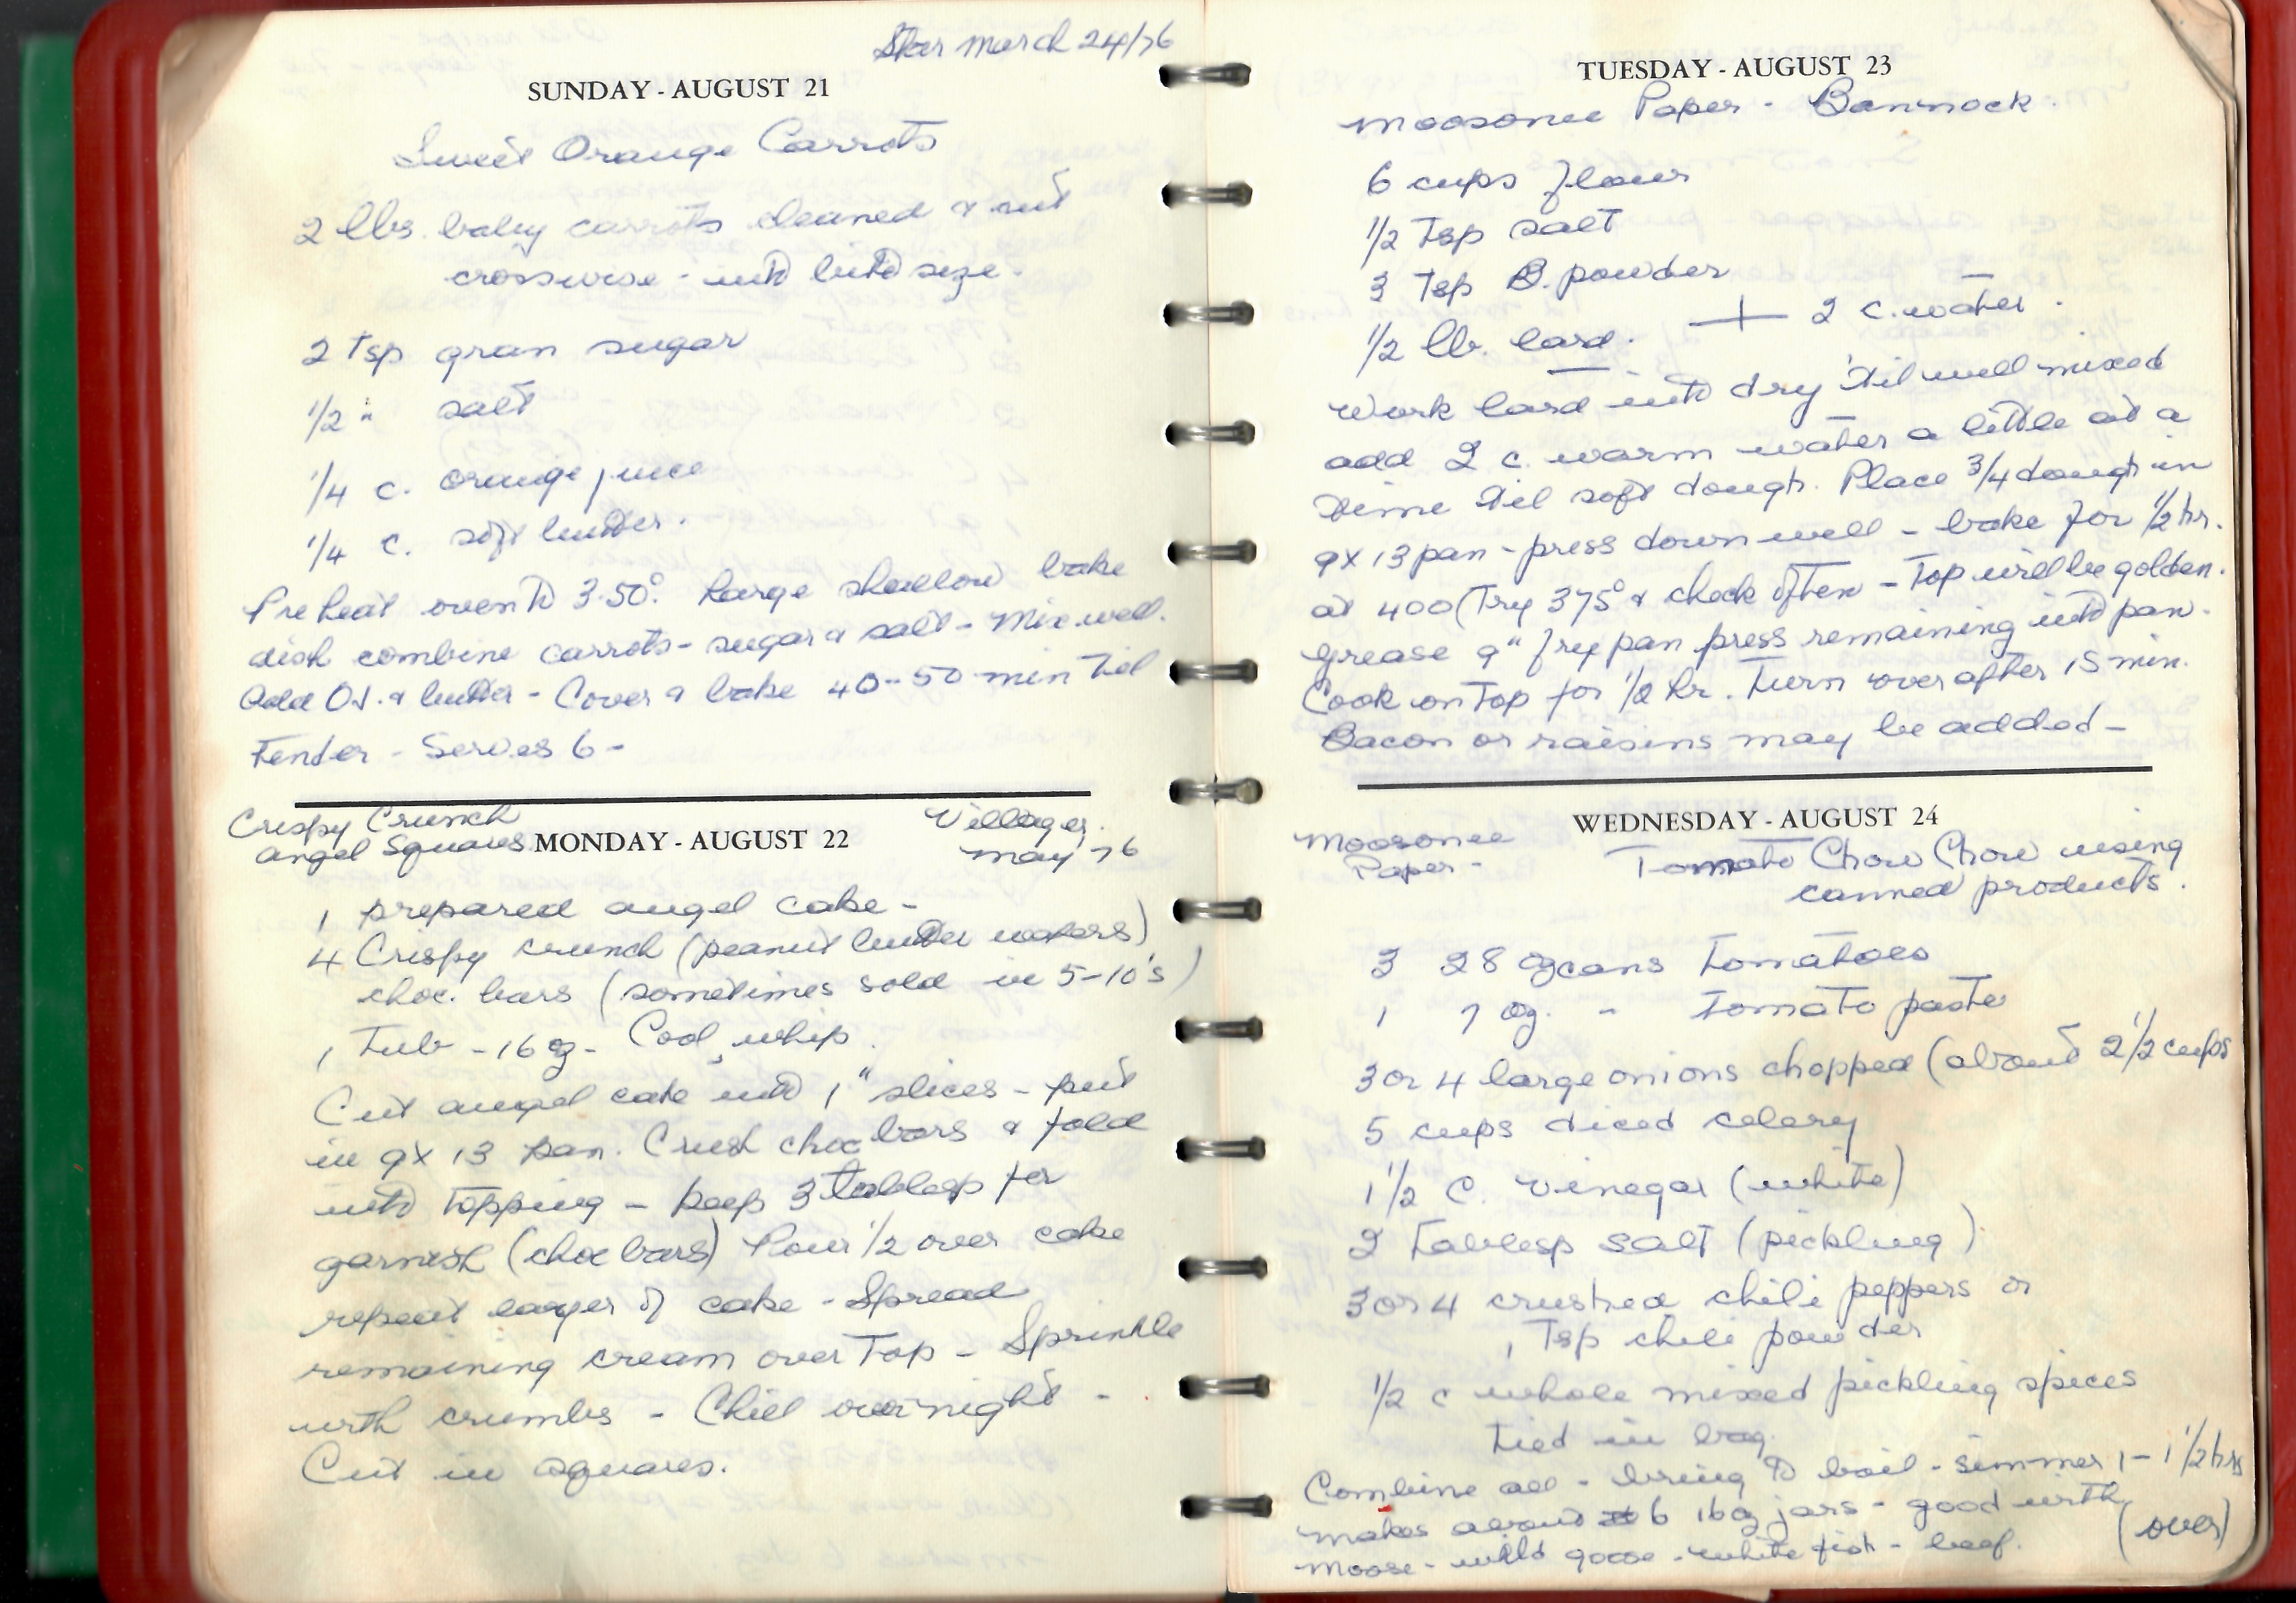 Star March 24/76
SUNDAY - AUGUST 21
Sweet Orange Carrots
2 lbs. baby carrots cleaned & cut
crosswise - into bite size.
2 tsp gran sugar
1/2 " salt
1/4 c. orange juice
1/4 c. soft butter.
Preheat oven to 350°. Large shallow bake
dish combine carrots - sugar & salt - Mix well.
Add O.J. & butter - Cover & bake 40-50 min til
Tender - Serves 6 -
Crispy Crunch
Angel Squares
Villager
May 76
MONDAY - AUGUST 22
1 prepared angel cake -
4 Crispy crunch (peanut butter wafers)
choc. bars (sometimes sold in 5-10's)
1 Tub - 16 oz - Cool whip.
Cut angel cake into 1" slices - put
in 9x13 pan. Crush choc bars & fold
into Topping - keep 3 tablesp for
garnish (choc bars) Pour 1/2 over cake
repeat layer of cake - Spread
remaining cream over Top - Sprinkle
with crumbs - Chill overnight -
Cut in squares.
TUESDAY - AUGUST 23
Moosonee Paper - Bannock.
6 cups flour
1/2 Tsp salt
3 Tsp B. powder
1/2 lb. lard. + 2 c. water.
Work lard into dry 'til well mixed
add 2 c. warm water a little at a
time til soft dough. Place 3/4 dough in
9x13 pan - press down well - bake for 1/2 hr.
at 400 (Try 375° & check often - Top will be golden.
Grease 9" fry pan press remaining into pan.
Cook on Top for 1/2 hr. Turn over after 15 min.
Bacon or raisins may be added -
WEDNESDAY - AUGUST 24
Moosonee
Paper -
Tomato Chow Chow using
canned products.
3 28 oz cans Tomatoes
1 7 oz. " Tomato paste
3 or 4 large onions chopped (about 2 1/2 cups
5 cups diced celery
1 1/2 C. vinegar (white)
2 Tablesp salt (pickling)
3 or 4 crushed chili peppers or
1 Tsp chili powder
1/2 c whole mixed pickling spices
Tied in bag.
Combine all - bring to boil - simmer 1 - 1 1/2 hrs
Makes about 6 16 oz jars - good with
Moose - wild goose - white fish - beef.
(over)